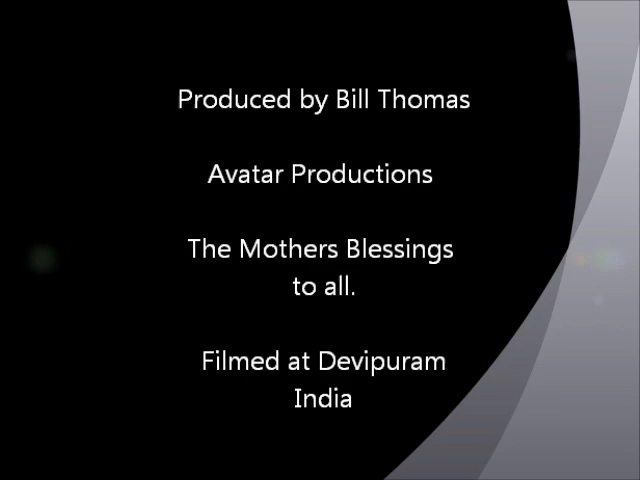 Produced by Bill Thomas
Avatar Productions
The Mothers Blessings
to all.
Filmed at Devipuram
India